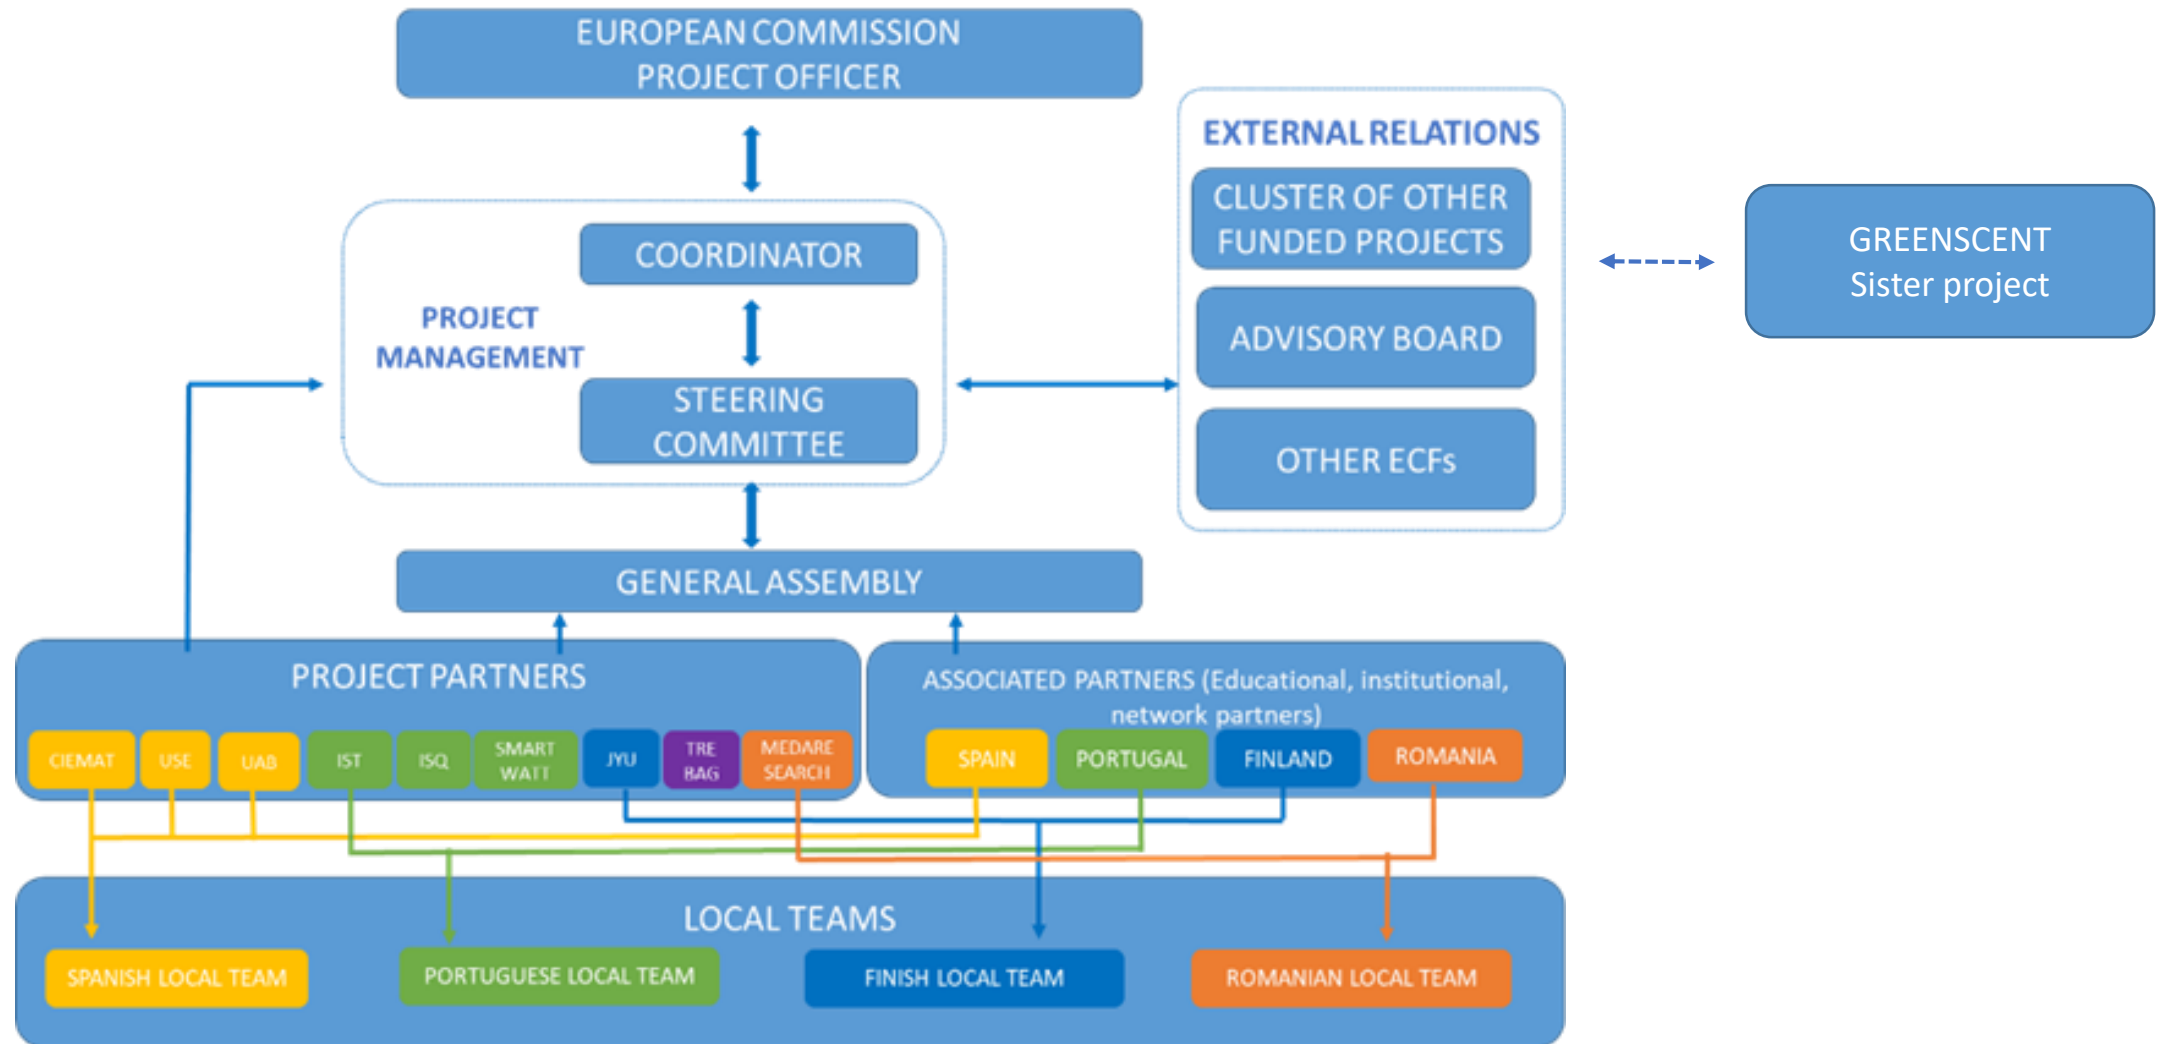 EUROPEAN COMMISSION
PROJECT OFFICER
EXTERNAL RELATIONS
CLUSTER OF OTHER
FUNDED PROJECTS
ADVISORY BOARD
OTHER ECFs
GREENSCENT
Sister project
PROJECT
MANAGEMENT
COORDINATOR
STEERING
COMMITTEE
GENERAL ASSEMBLY
PROJECT PARTNERS
CIEMAT
USE
UAB
IST
ISQ
SMART
WATT
JYU
TRE
BAG
MEDARE
SEARCH
ASSOCIATED PARTNERS (Educational, institutional,
network partners)
SPAIN
PORTUGAL
FINLAND
ROMANIA
LOCAL TEAMS
SPANISH LOCAL TEAM
PORTUGUESE LOCAL TEAM
FINISH LOCAL TEAM
ROMANIAN LOCAL TEAM